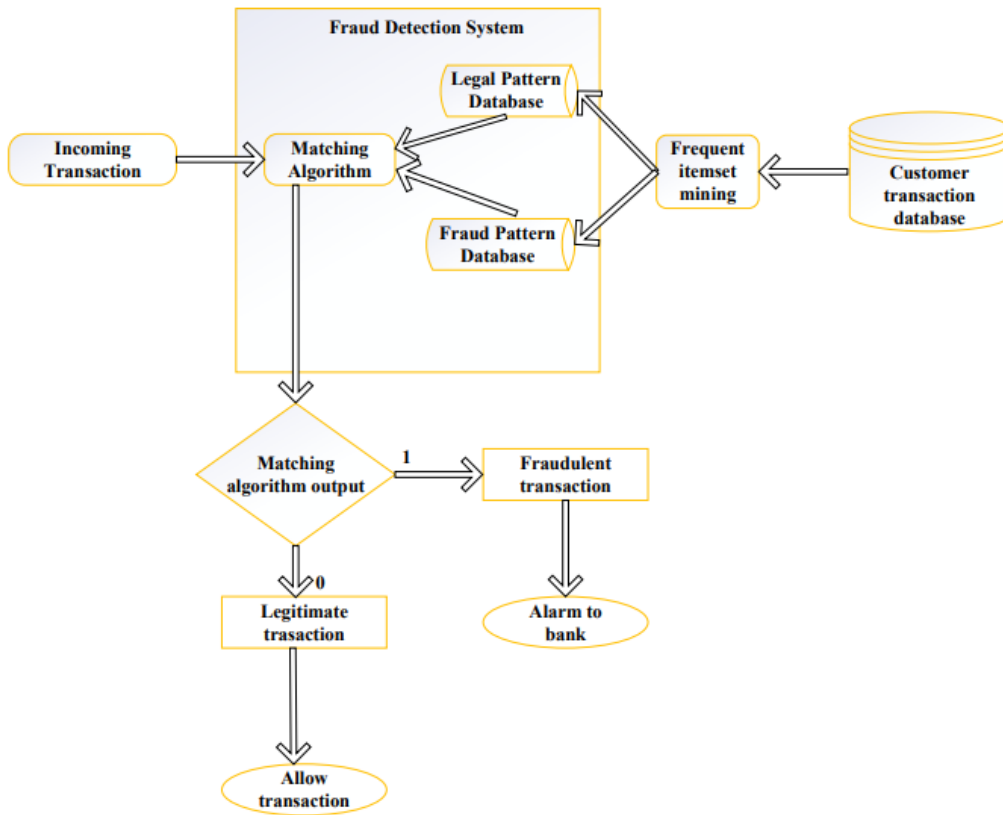 Fraud Detection System
Legal Pattern
Database
Incoming
Transaction
Matching
Algorithm
Frequent
itemset
mining
Customer
transaction
database
Fraud Pattern
Database
Matching
algorithm output
1
Fraudulent
transaction
0
Legitimate
trasaction
Alarm to
bank
Allow
transaction